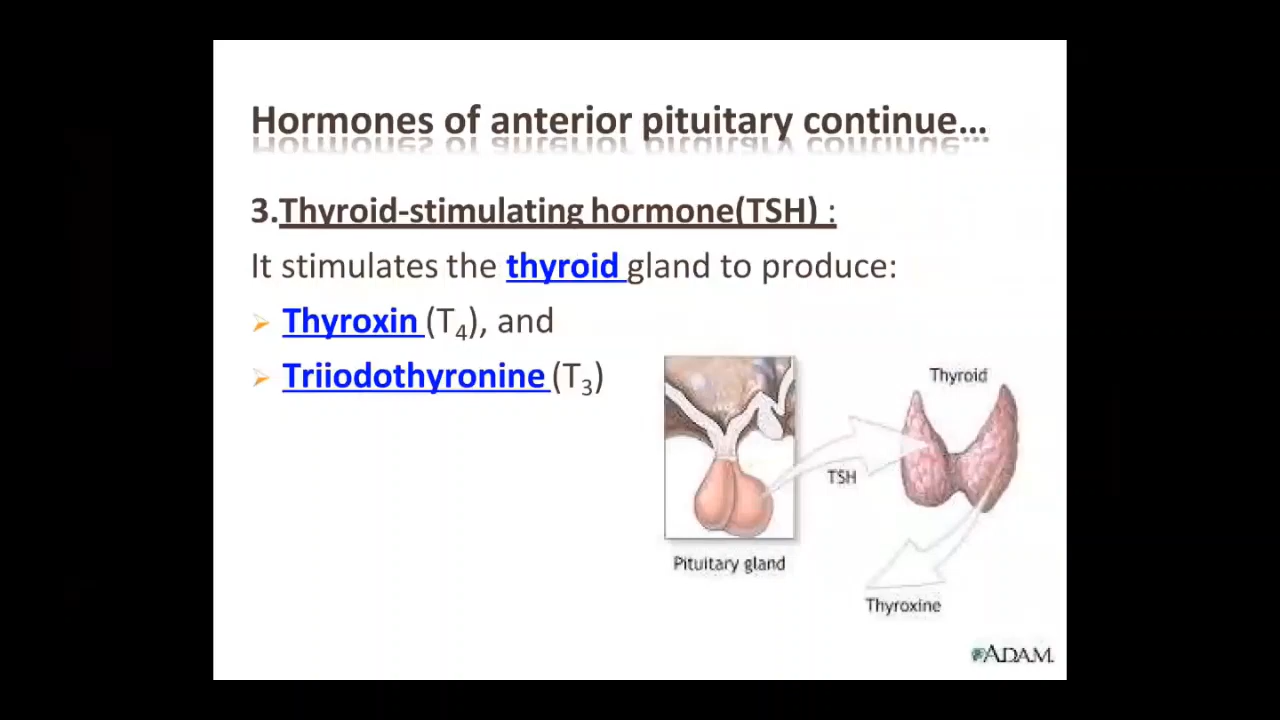 Hormones of anterior pituitary continue...
3.Thyroid-stimulating hormone(TSH) :
It stimulates the thyroid gland to produce:
Thyroxin (T₄), and
Triiodothyronine (T₃)
Thyroid
TSH
Pituitary gland
Thyroxine
A.D.A.M.